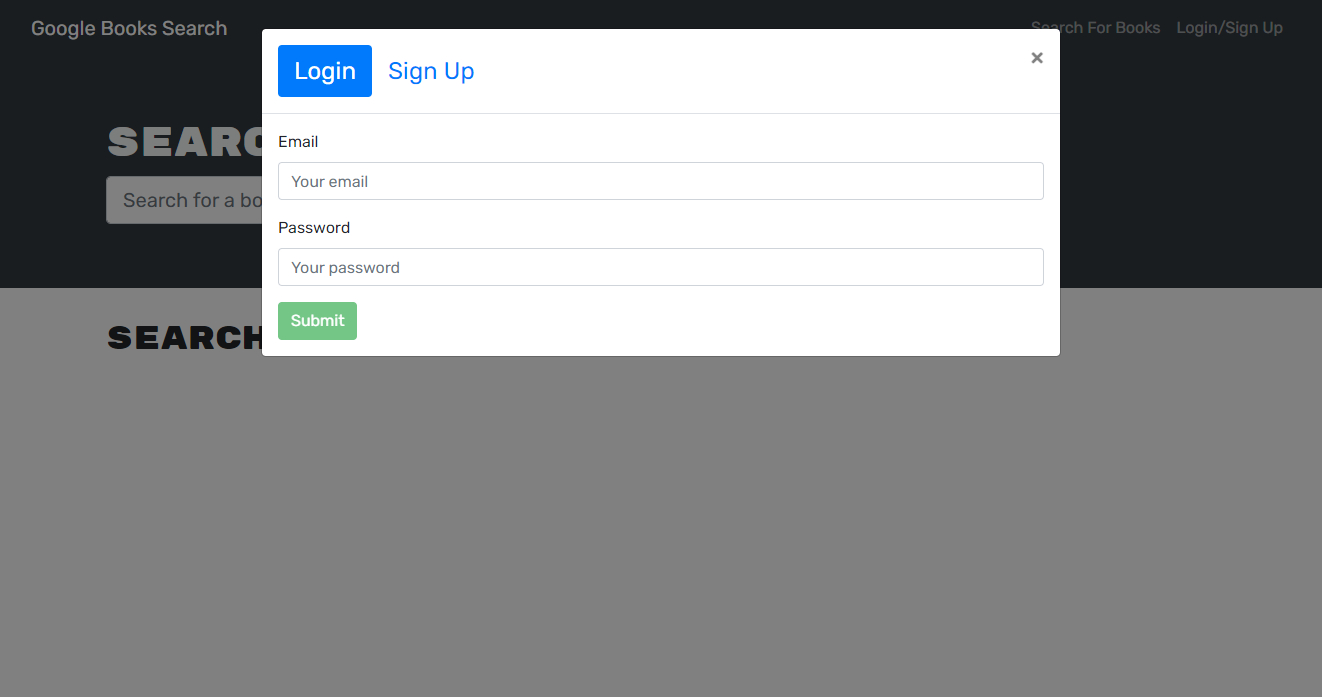 Google Books Search
Search For Books Login/Sign Up
Login Sign Up ×
SEARC
Email
Your email
Search for a bo
Password
Your password
Submit
SEARCH